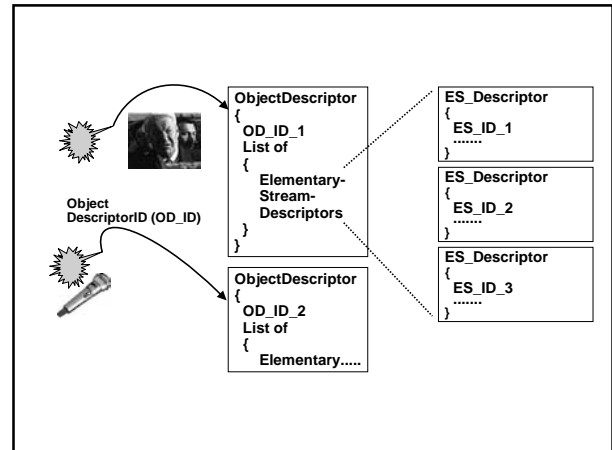 ObjectDescriptor
{
OD_ID_1
List of
{
Elementary-
Stream-
Descriptors
}
}
Object
DescriptorID (OD_ID)
ObjectDescriptor
{
OD_ID_2
List of
{
Elementary.....
ES_Descriptor
{
ES_ID_1
.......
}
ES_Descriptor
{
ES_ID_2
.......
}
ES_Descriptor
{
ES_ID_3
.......
}